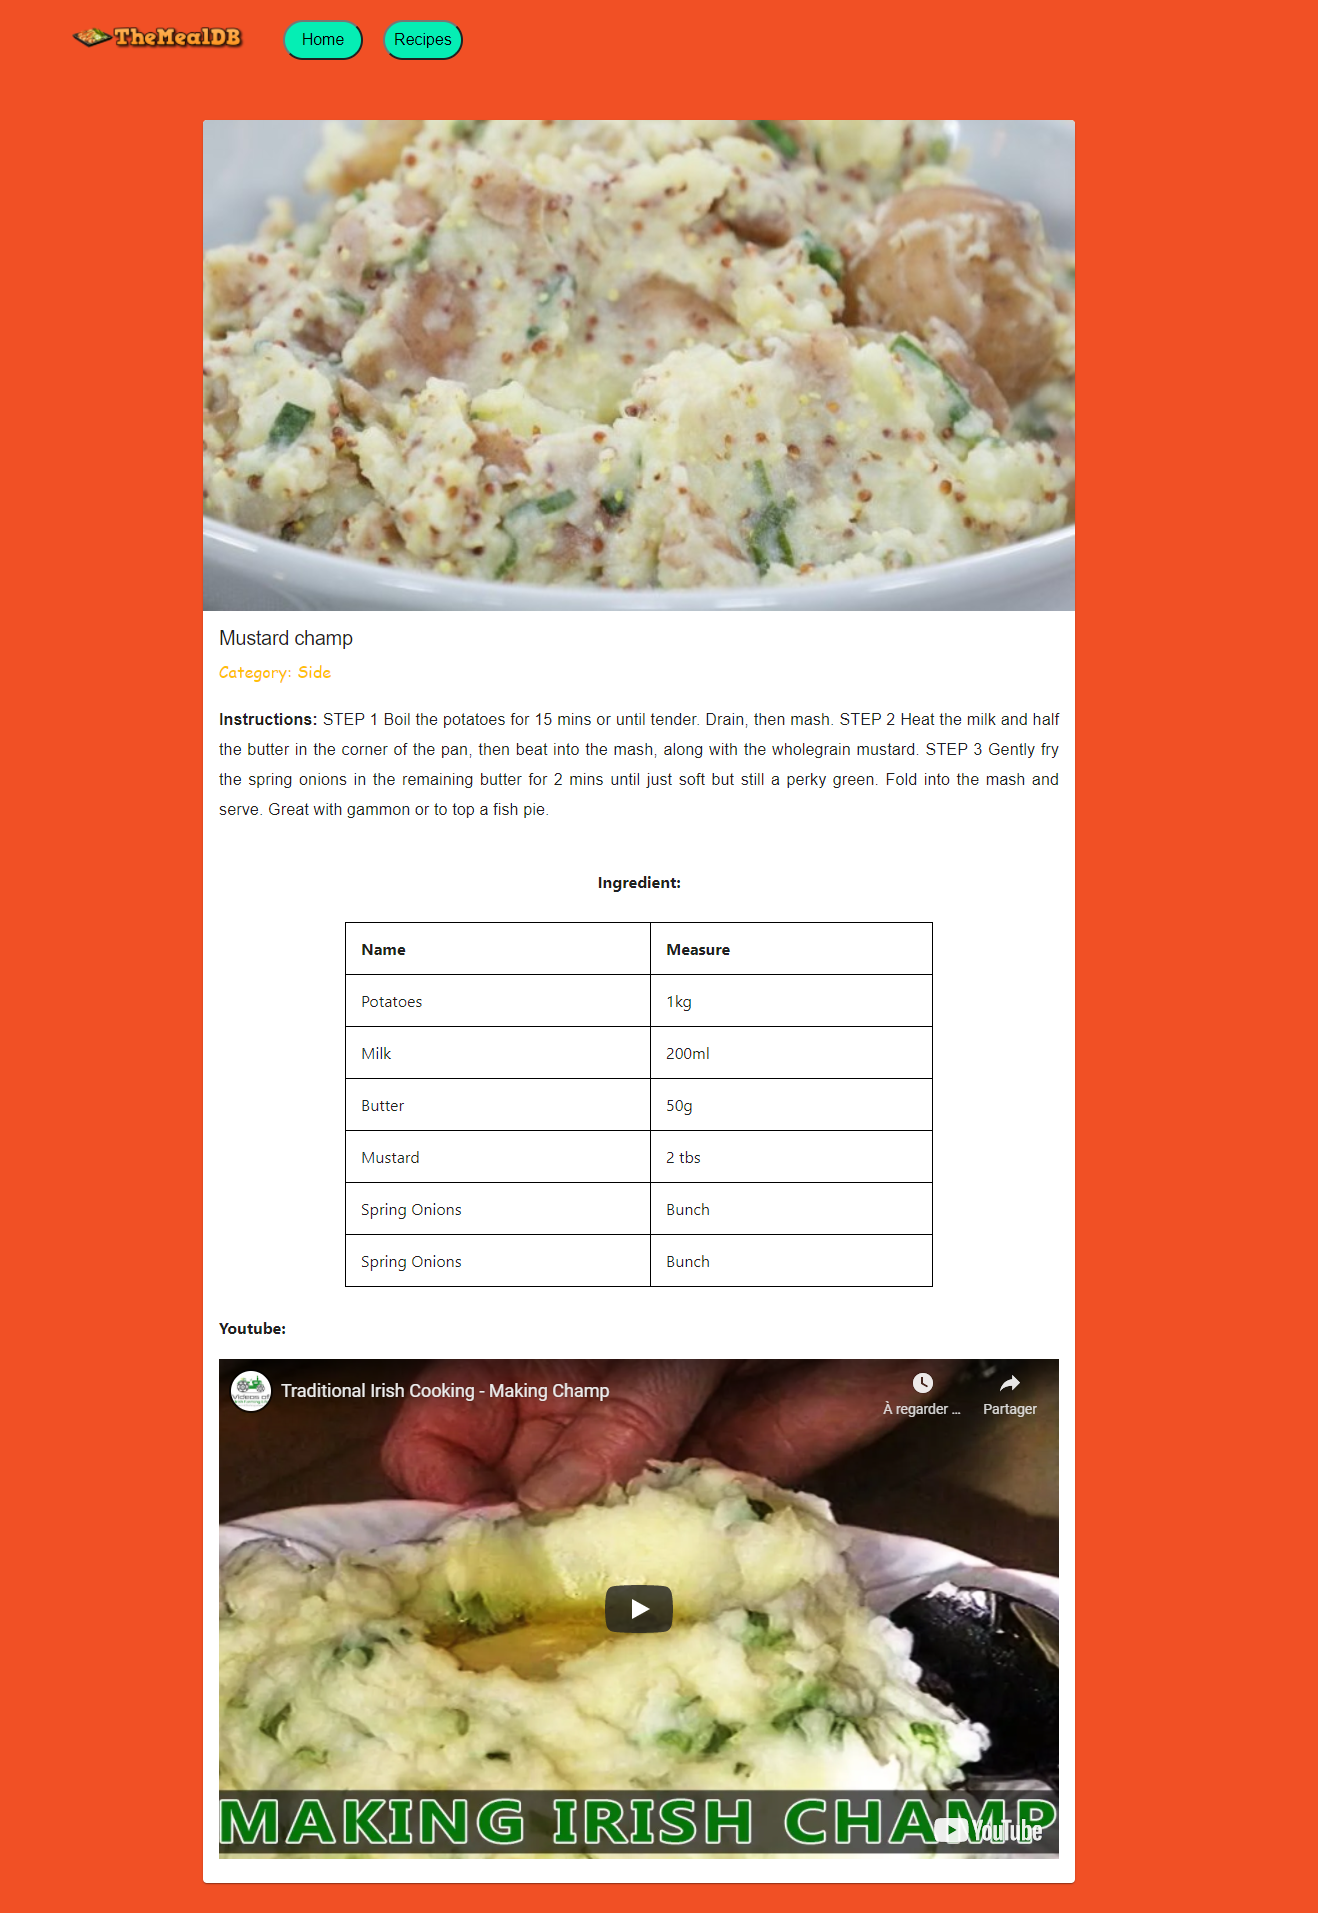 TheMealDB
Home
Recipes
Mustard champ
Category: Side
Instructions: STEP 1 Boil the potatoes for 15 mins or until tender. Drain, then mash. STEP 2 Heat the milk and half
the butter in the corner of the pan, then beat into the mash, along with the wholegrain mustard. STEP 3 Gently fry
the spring onions in the remaining butter for 2 mins until just soft but still a perky green. Fold into the mash and
serve. Great with gammon or to top a fish pie.
Ingredient:
Name Measure
Potatoes 1kg
Milk 200ml
Butter 50g
Mustard 2 tbs
Spring Onions Bunch
Spring Onions Bunch
Youtube:
Videos of
Traditional Irish Cooking - Making Champ
À regarder ...
Partager
MAKING IRISH CHAMP
YouTube